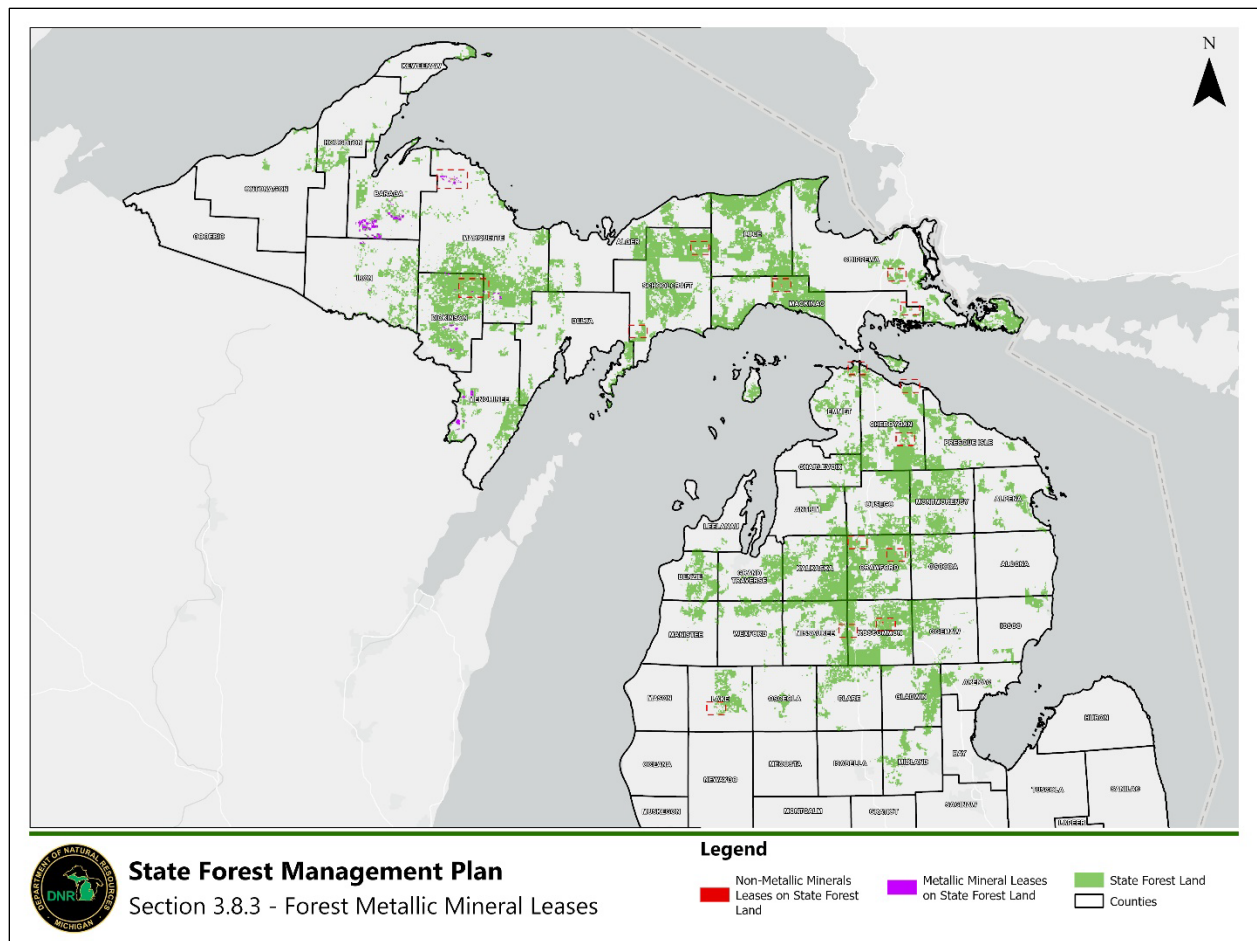 N
KEWEENAW
HOUGHTON
ONTONAGON
BARAGA
GOGEBIC
MARQUETTE
ALGER
LUCE
CHIPPEWA
IRON
SCHOOLCRAFT
MACKINAC
DICKINSON
DELTA
MENOMINEE
EMMET
CHEBOYGAN
PRESQUE ISLE
CHARLEVOIX
ANTRIM
OTSEGO
MONTMORENCY
ALPENA
LEELANAU
BENZIE
GRAND
TRAVERSE
KALKASKA
CRAWFORD
OSCODA
ALCONA
MANISTEE
WEXFORD
MISSAUKEE
ROSCOMMON
OGEMAW
IOSCO
MASON
LAKE
OSCEOLA
CLARE
GLADWIN
ARENAC
HURON
OCEANA
NEWAYGO
MECOSTA
ISABELLA
MIDLAND
BAY
TUSCOLA
SANILAC
MUSKEGON
MONTCALM
GRATIOT
SAGINAW
LAPEER
DEPARTMENT OF NATURAL RESOURCES
DNR
MICHIGAN
State Forest Management Plan
Section 3.8.3 - Forest Metallic Mineral Leases
Legend
Non-Metallic Minerals
Leases on State Forest
Land
Metallic Mineral Leases
on State Forest Land
State Forest Land
Counties